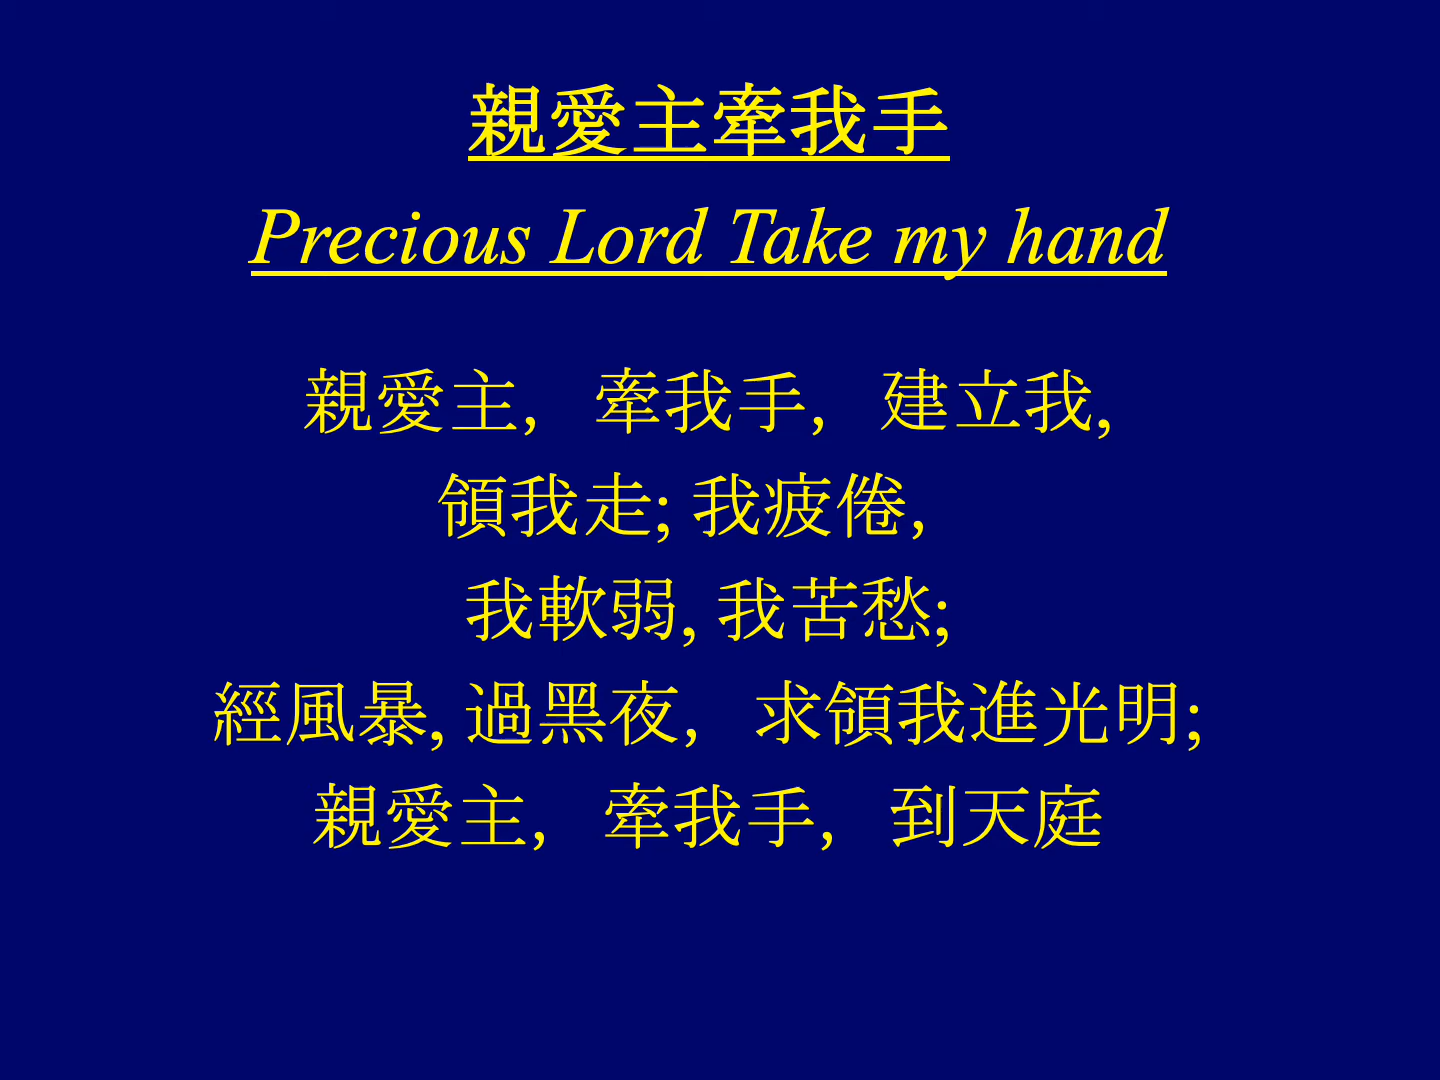 親愛主牽我手
Precious Lord Take my hand
親愛主, 牽我手, 建立我,
領我走; 我疲倦,
我軟弱, 我苦愁;
經風暴, 過黑夜, 求領我進光明;
親愛主, 牽我手, 到天庭